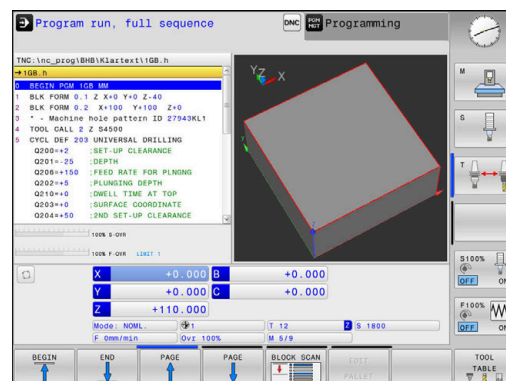 Program run, full sequence
DNC
PGM MGT
Programming
TNC:\nc_prog\BHB\Klartext\1GB.h
→1GB.h
0 BEGIN PGM 1GB MM
1 BLK FORM 0.1 Z X+0 Y+0 Z-40
2 BLK FORM 0.2 X+100 Y+100 Z+0
3 * - Machine hole pattern ID 27943KL1
4 TOOL CALL 2 Z S4500
5 CYCL DEF 203 UNIVERSAL DRILLING
Q200=+2 ;SET-UP CLEARANCE
Q201=-25 ;DEPTH
Q206=+150 ;FEED RATE FOR PLNGNG
Q202=+5 ;PLUNGING DEPTH
Q210=+0 ;DWELL TIME AT TOP
Q203=+0 ;SURFACE COORDINATE
Q204=+50 ;2ND SET-UP CLEARANCE
100% S-OVR
100% F-OVR LIMIT 1
Y Z X
Z
X +0.000 B +0.000
Y +0.000 C +0.000
Z +110.000
Mode: NOML. 1 T 12 Z S 1800
F 0mm/min Ovr 100% M 5/9
M
S
T
S100%
OFF ON
F100%
OFF ON
BEGIN
END
PAGE
PAGE
BLOCK SCAN
EDIT
PALLET
TOOL
TABLE